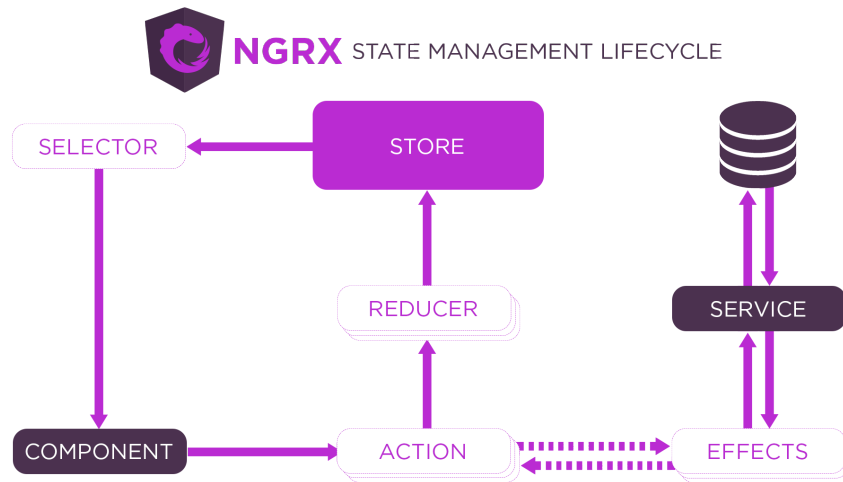 NGRX STATE MANAGEMENT LIFECYCLE
SELECTOR
STORE
REDUCER
SERVICE
COMPONENT
ACTION
EFFECTS